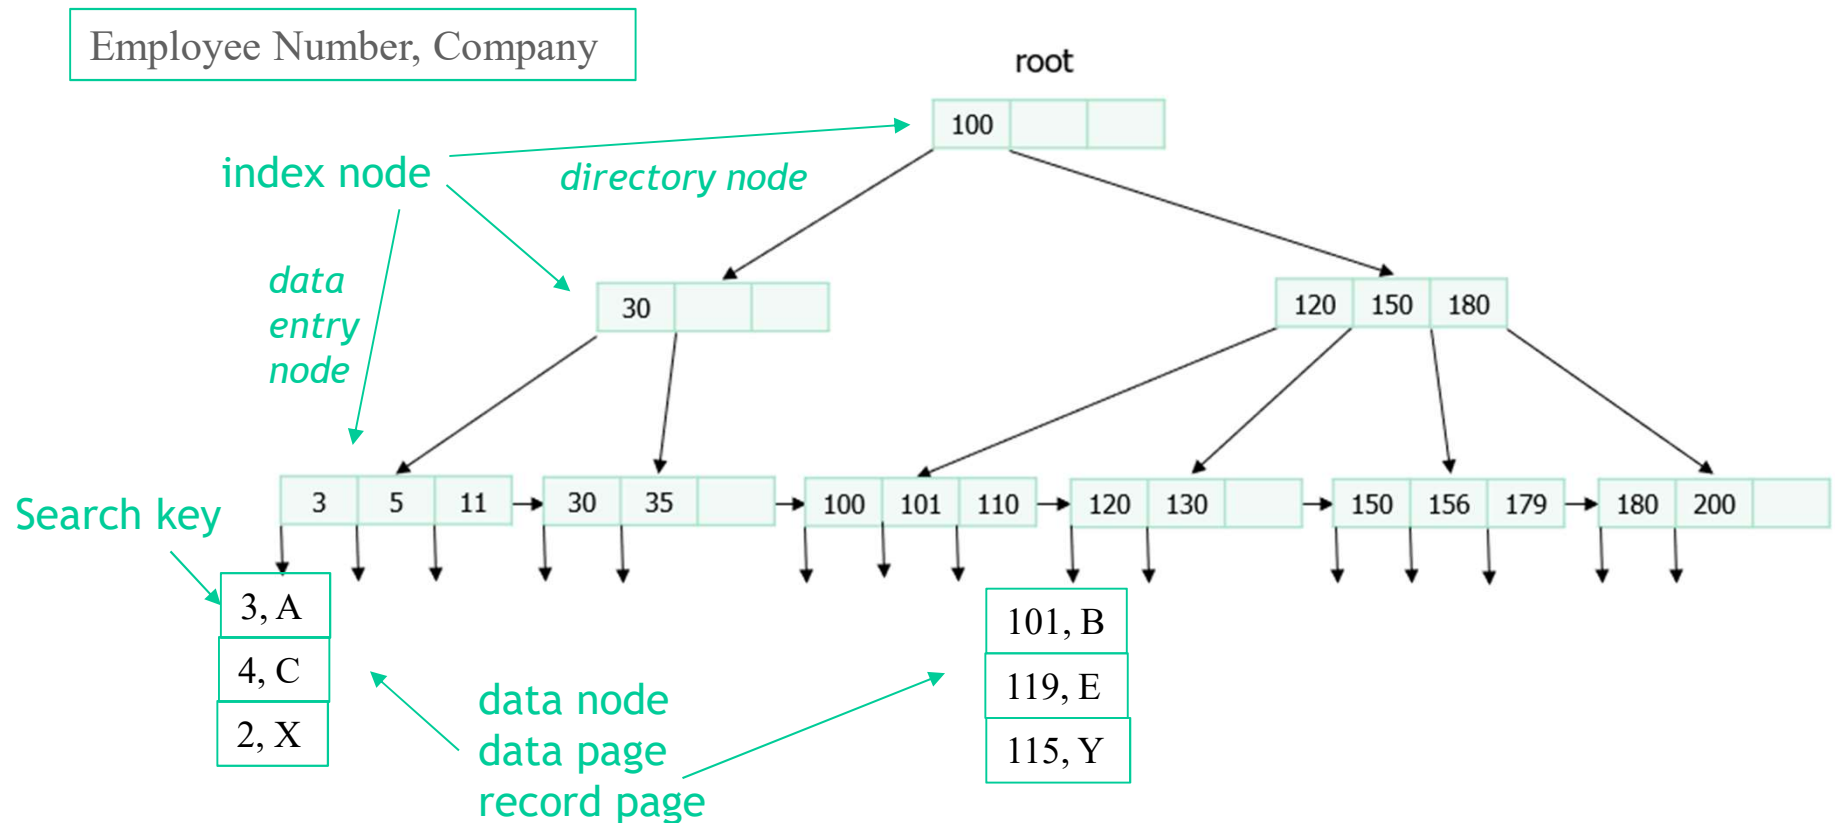 Employee Number, Company
root
100
index node
directory node
data
entry
node
30
120 150 180
3 5 11 30 35 100 101 110 120 130 150 156 179 180 200
Search key
3, A
4, C
2, X
101, B
119, E
115, Y
data node
data page
record page